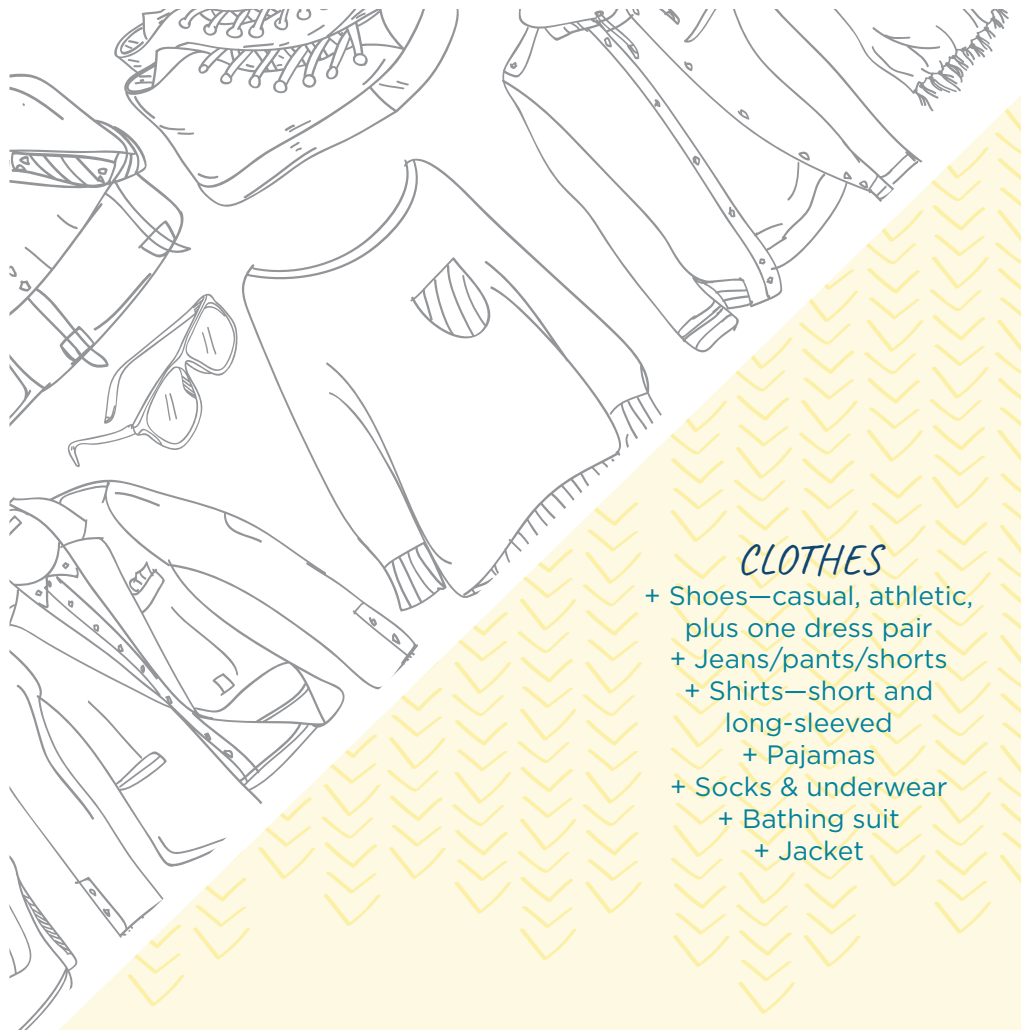 CLOTHES
+ Shoes—casual, athletic,
plus one dress pair
+ Jeans/pants/shorts
+ Shirts—short and
long-sleeved
+ Pajamas
+ Socks & underwear
+ Bathing suit
+ Jacket